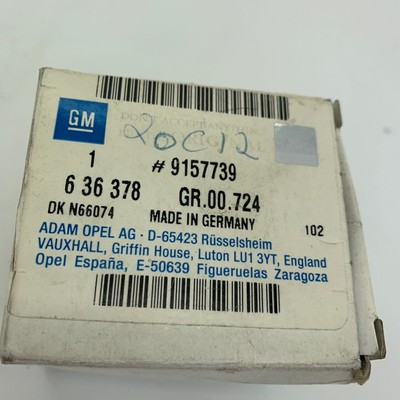 GM
20C12
1 # 9157739
6 36 378 GR.00.724
DK N66074 MADE IN GERMANY 102
ADAM OPEL AG · D-65423 Rüsselsheim
VAUXHALL, Griffin House, Luton LU1 3YT, England
Opel España, E-50639 Figueruelas Zaragoza